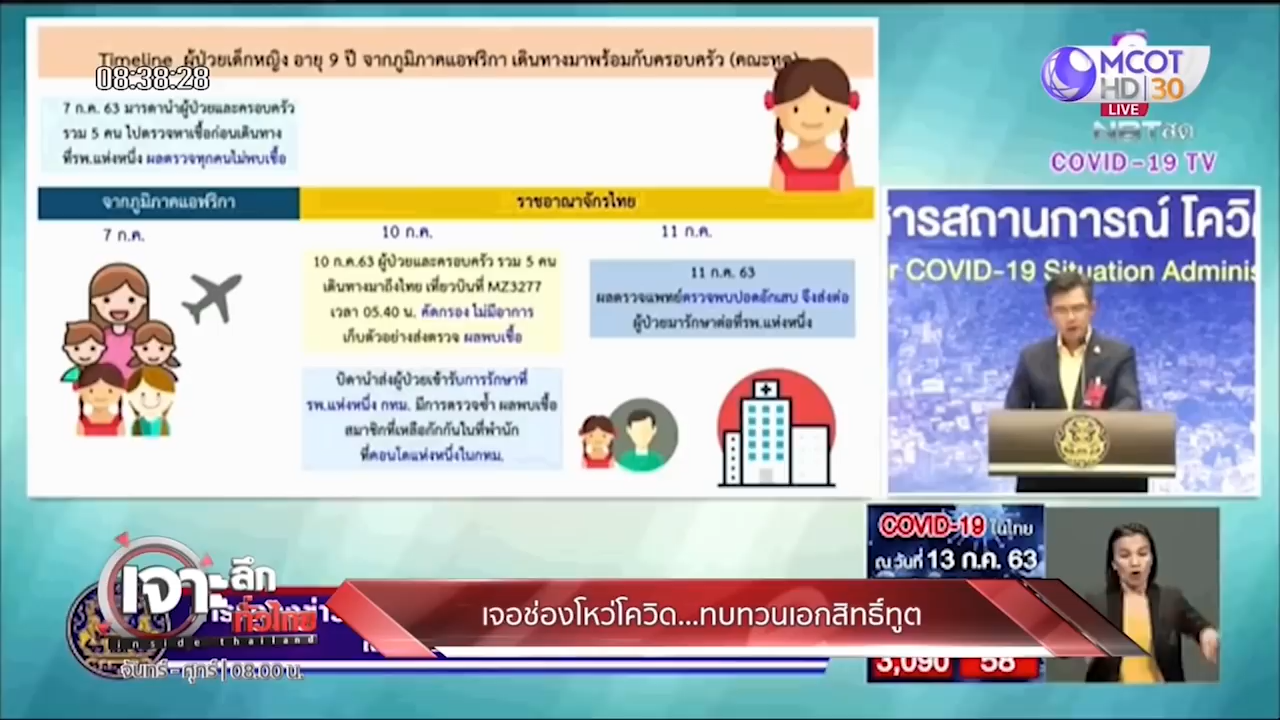 Timeline ผู้ป่วยเด็กหญิง อายุ 9 ปี จากภูมิภาคแอฟริกา เดินทางมาพร้อมกับครอบครัว (คณะทูต)
08:38:28
7 ก.ค. 63 มารดานำผู้ป่วยและครอบครัว
รวม 5 คน ไปตรวจหาเชื้อก่อนเดินทาง
ที่รพ.แห่งหนึ่ง ผลตรวจทุกคนไม่พบเชื้อ
จากภูมิภาคแอฟริกา
ราชอาณาจักรไทย
7 ก.ค.
10 ก.ค.
11 ก.ค.
10 ก.ค.63 ผู้ป่วยและครอบครัว รวม 5 คน
เดินทางมาถึงไทย เที่ยวบินที่ MZ3277
เวลา 05.40 น. คัดกรอง ไม่มีอาการ
เก็บตัวอย่างส่งตรวจ ผลพบเชื้อ
บิดานำส่งผู้ป่วยเข้ารับการรักษาที่
รพ.แห่งหนึ่ง กทม. มีการตรวจซ้ำ ผลพบเชื้อ
สมาชิกที่เหลือกักกันในที่พำนัก
ที่คอนโดแห่งหนึ่งในกทม.
11 ก.ค. 63
ผลตรวจแพทย์ตรวจพบปอดอักเสบ จึงส่งต่อ
ผู้ป่วยมารักษาต่อที่รพ.แห่งหนึ่ง
MCOT
HD 30
LIVE
NBT สด
COVID-19 TV
ารสถานการณ์ โควิ
r COVID-19 Situation Adminis
COVID-19 ในไทย
ณ วันที่ 13 ก.ค. 63
3,090 58
เจาะลึก
ทั่วไทย
inside thailand
จันทร์-ศุกร์ | 08.00 น.
เจอช่องโหว่โควิด...ทบทวนเอกสิทธิ์ทูต